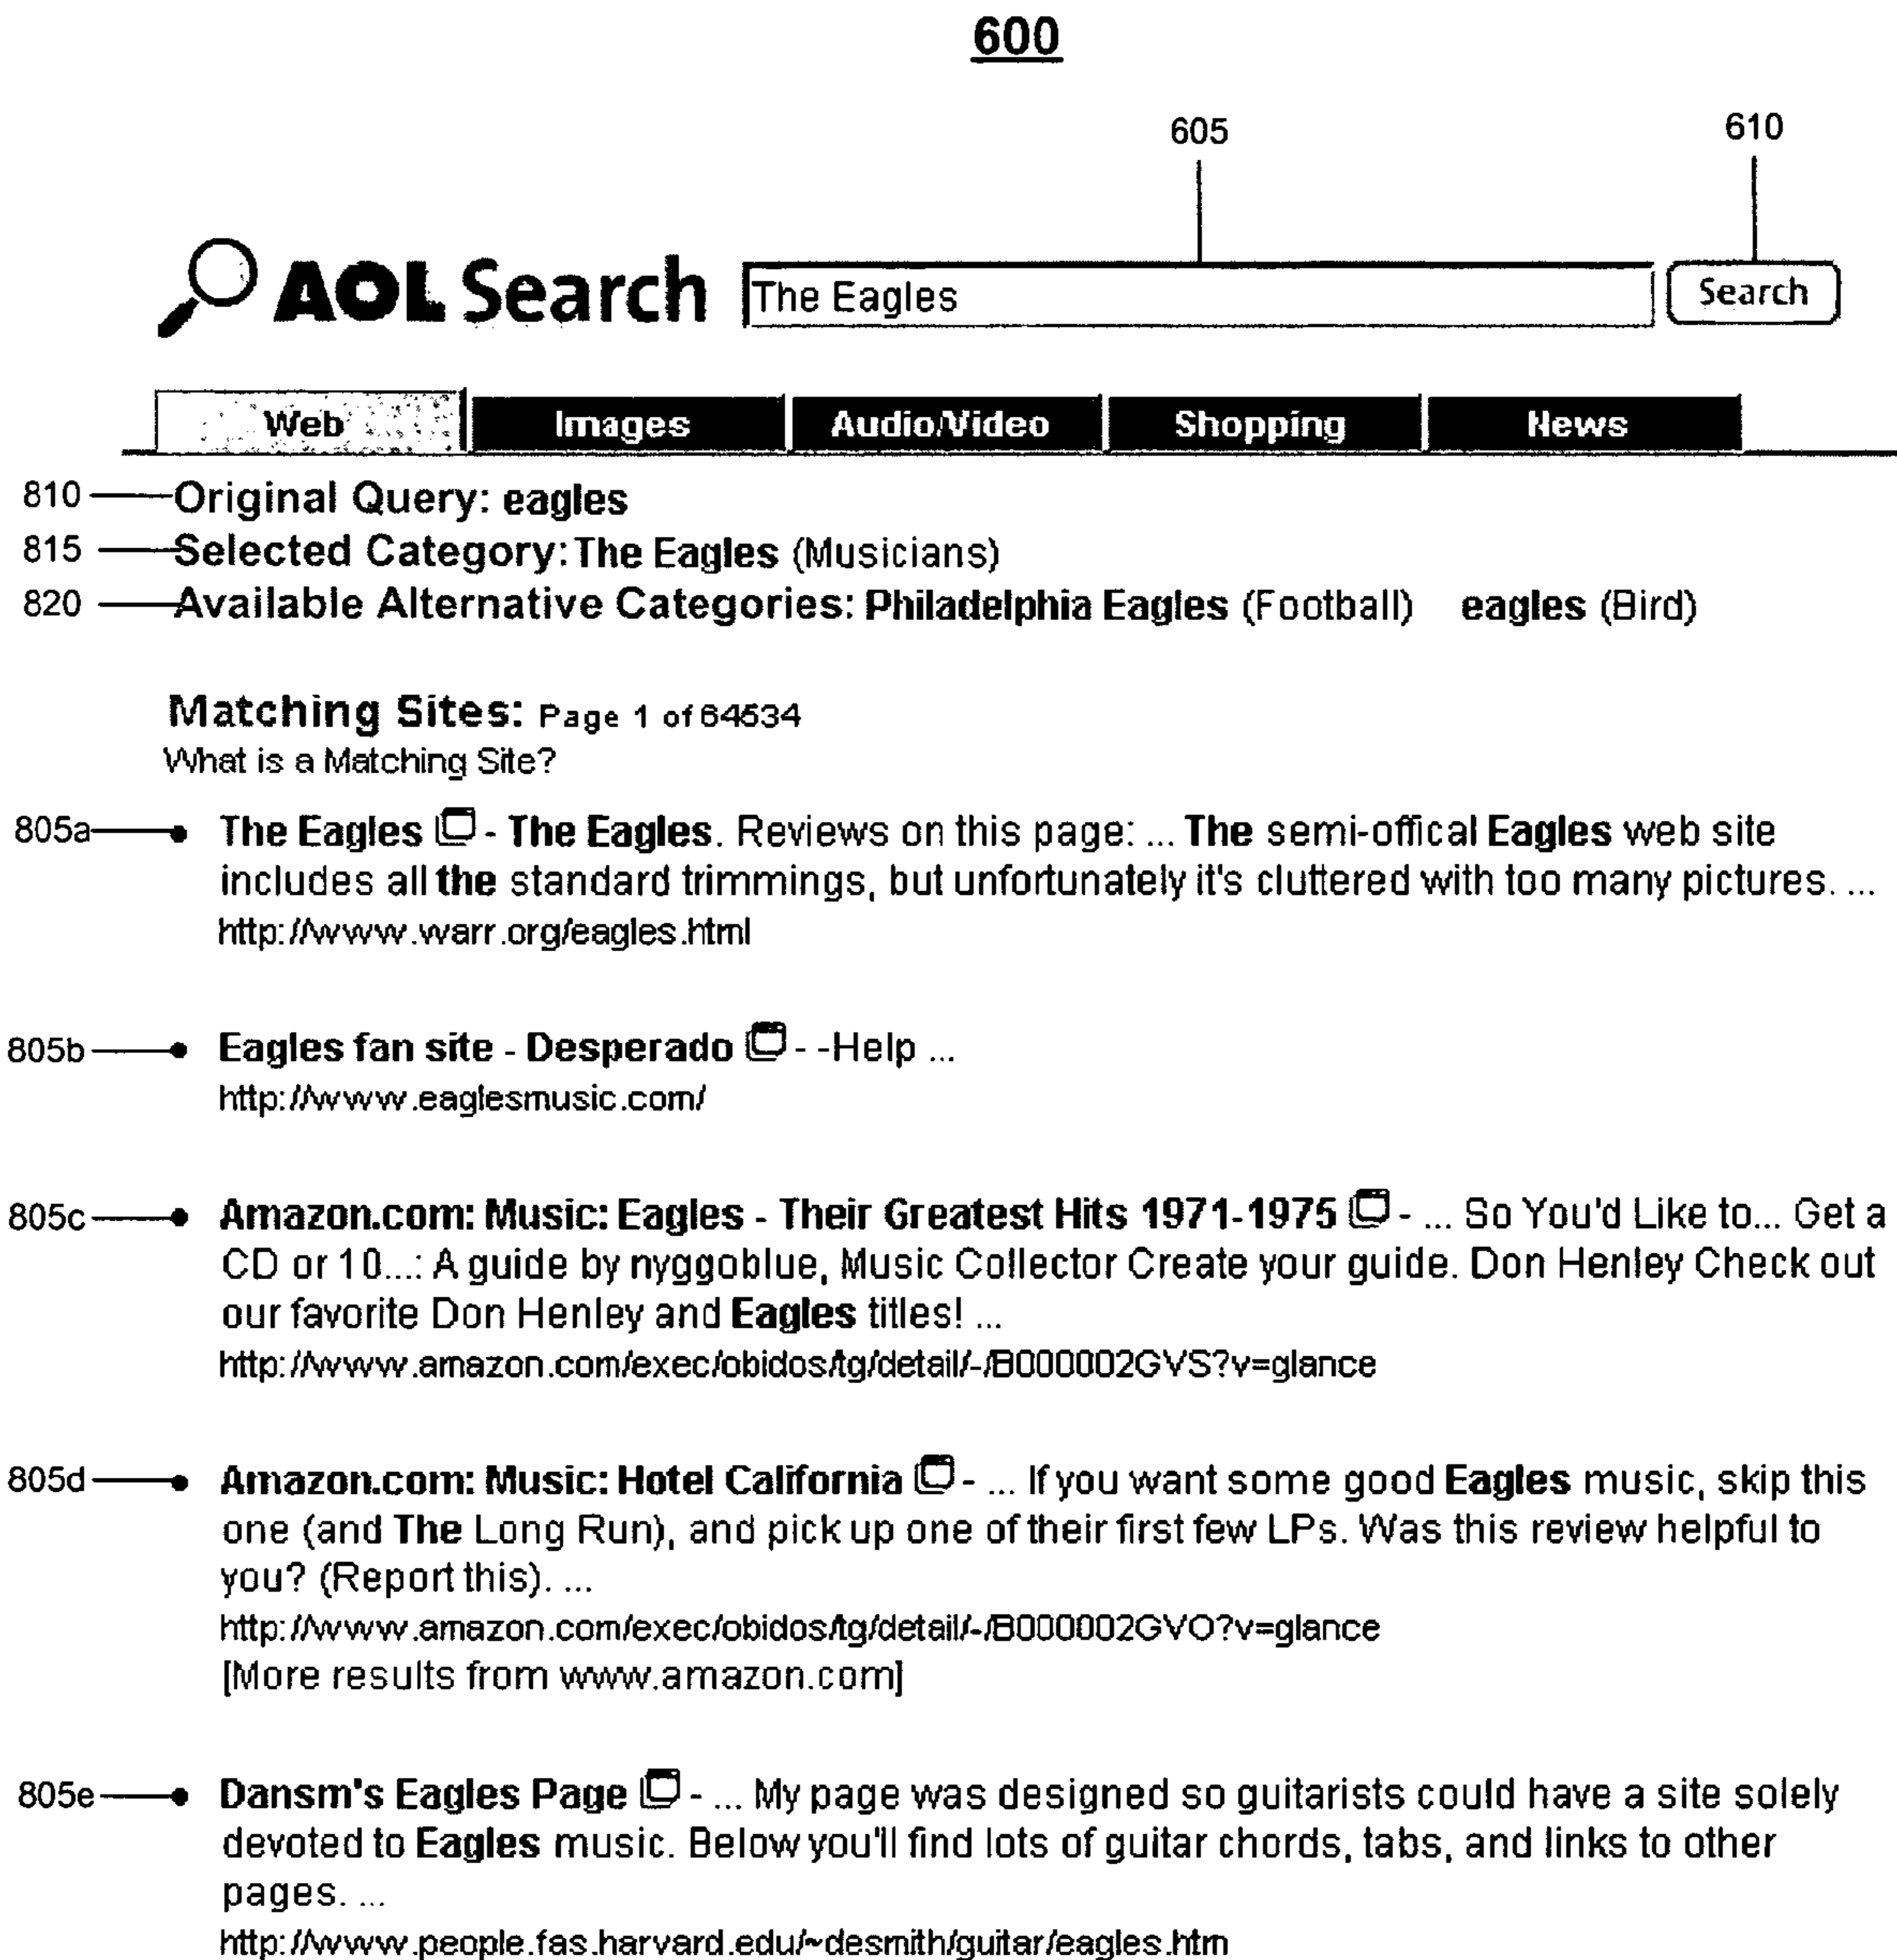 600
605 610
AOL Search The Eagles Search
Web Images Audio/Video Shopping News
810 Original Query: eagles
815 Selected Category: The Eagles (Musicians)
820 Available Alternative Categories: Philadelphia Eagles (Football) eagles (Bird)
Matching Sites: Page 1 of 64534
What is a Matching Site?
805a • The Eagles - The Eagles. Reviews on this page: ... The semi-offical Eagles web site
includes all the standard trimmings, but unfortunately it's cluttered with too many pictures. ...
http://www.warr.org/eagles.html
805b • Eagles fan site - Desperado - -Help ...
http://www.eaglesmusic.com/
805c • Amazon.com: Music: Eagles - Their Greatest Hits 1971-1975 - ... So You'd Like to... Get a
CD or 10...: A guide by nyggoblue, Music Collector Create your guide. Don Henley Check out
our favorite Don Henley and Eagles titles! ...
http://www.amazon.com/exec/obidos/tg/detail/-/B000002GVS?v=glance
805d • Amazon.com: Music: Hotel California - ... If you want some good Eagles music, skip this
one (and The Long Run), and pick up one of their first few LPs. Was this review helpful to
you? (Report this). ...
http://www.amazon.com/exec/obidos/tg/detail/-/B000002GVO?v=glance
[More results from www.amazon.com]
805e • Dansm's Eagles Page - ... My page was designed so guitarists could have a site solely
devoted to Eagles music. Below you'll find lots of guitar chords, tabs, and links to other
pages. ...
http://www.people.fas.harvard.edu/~desmith/guitar/eagles.htm